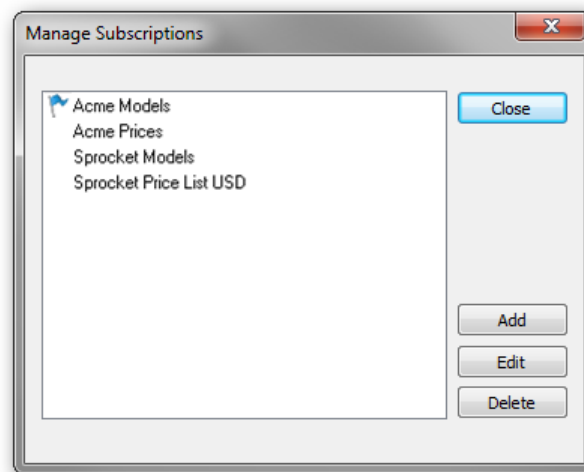 Manage Subscriptions
Acme Models
Acme Prices
Sprocket Models
Sprocket Price List USD
Close
Add
Edit
Delete